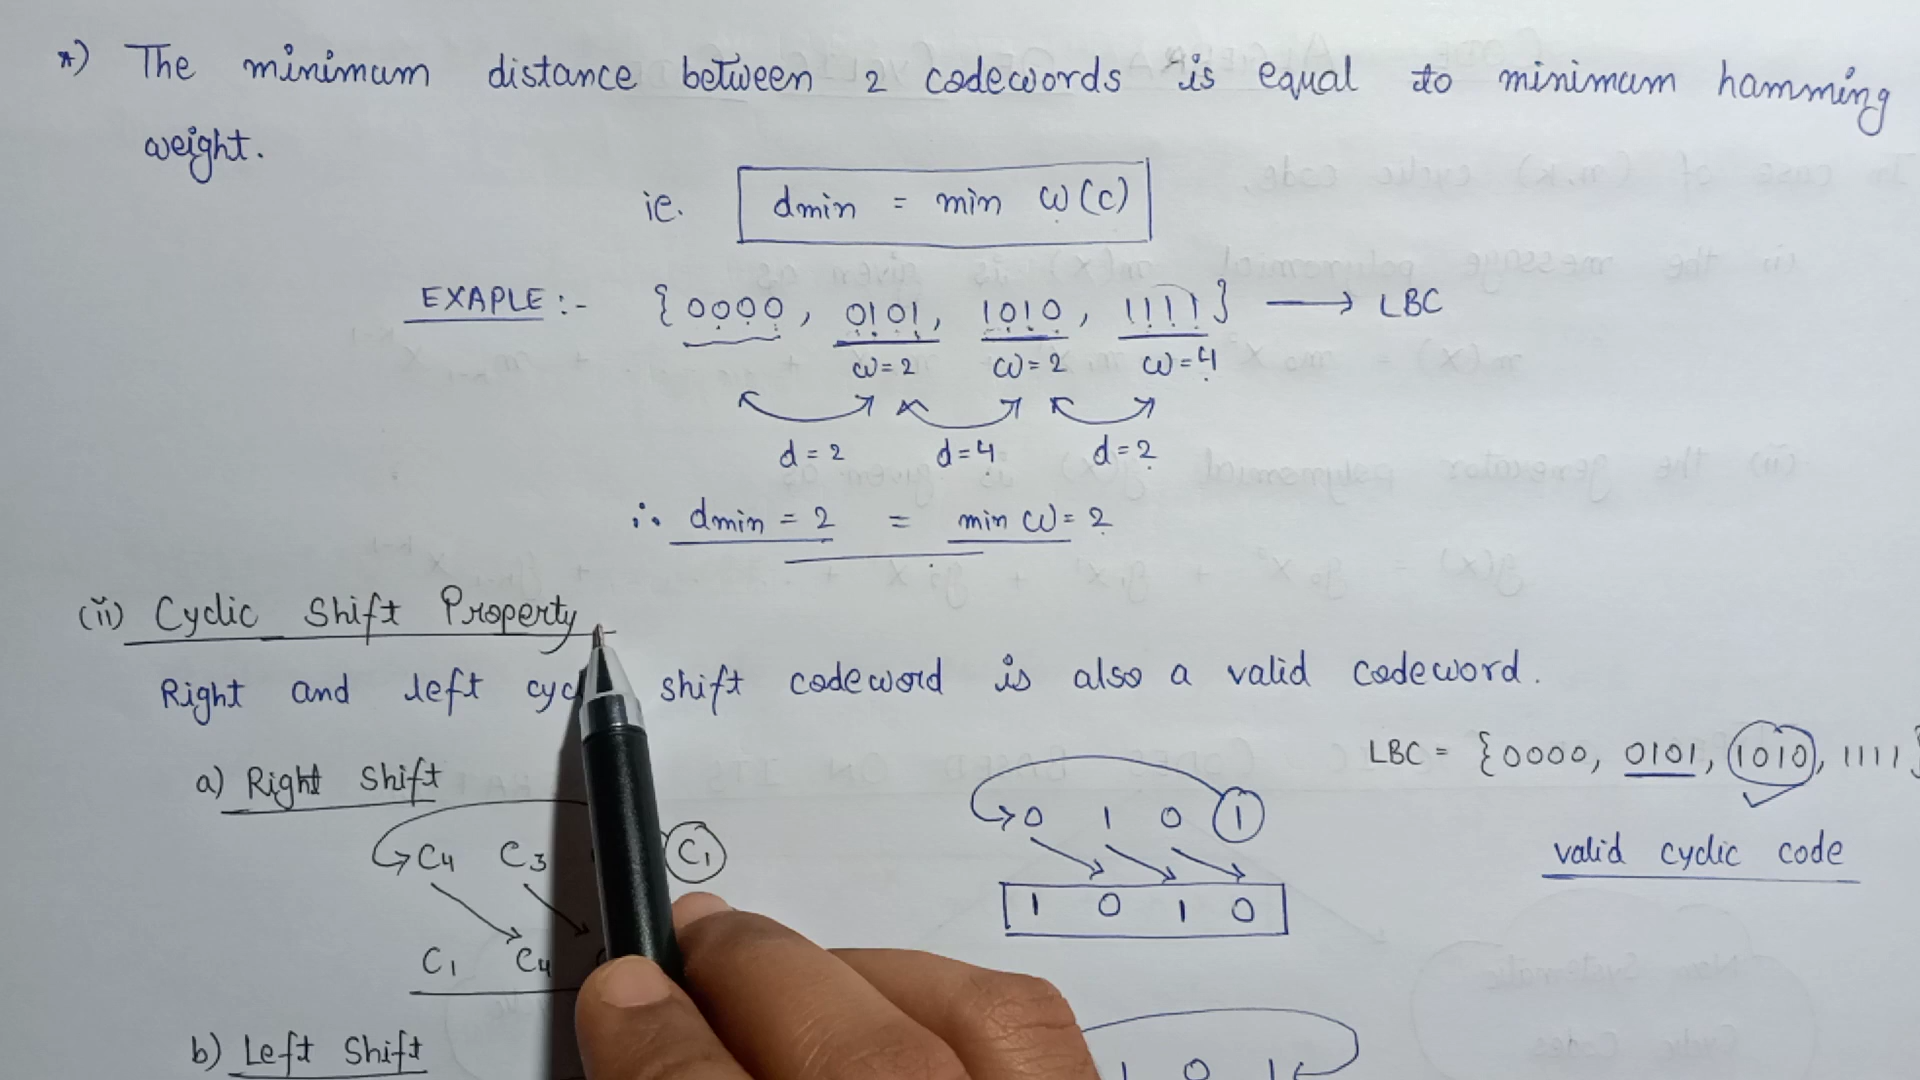 *) The minimum distance between 2 codewords is equal to minimum hamming
weight.
ie. dmin = min ω(c)
EXAPLE :- {0000, 0101, 1010, 1111} ⟶ LBC
ω=2 ω=2 ω=4
d=2 d=4 d=2
∴ dmin = 2 = min ω = 2
(ii) Cyclic Shift Property
Right and left shift codeword is also a valid codeword.
LBC = {0000, 0101, 1010, 1111}
a) Right Shift
0 1 0 1
valid cyclic code
C4 C3 C1
1 0 1 0
C1 C4
b) Left Shift
1 0 1